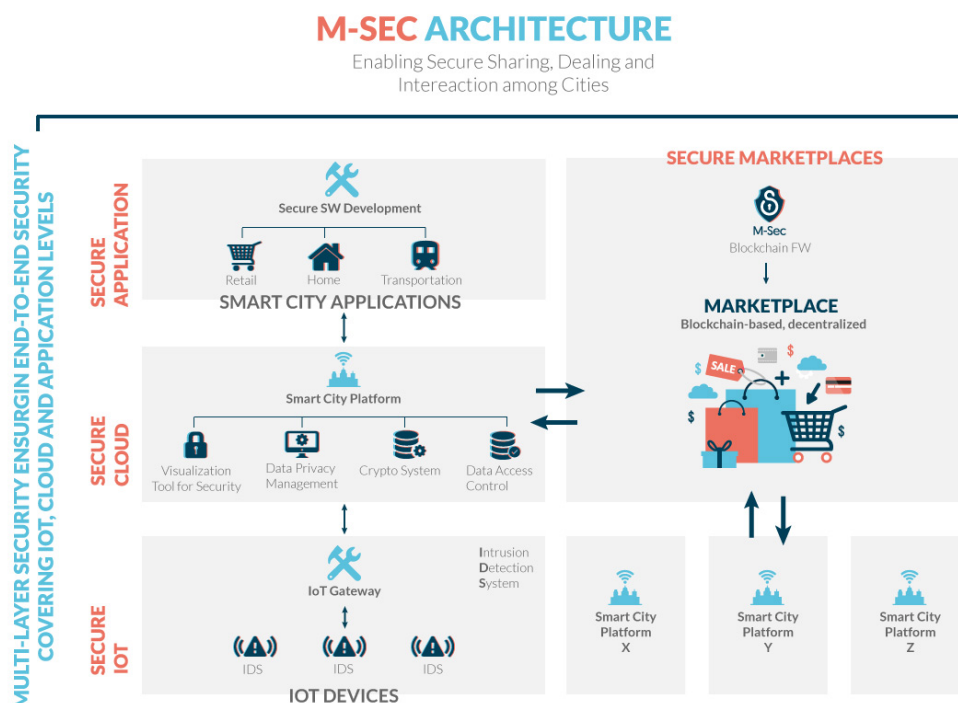 M-SEC ARCHITECTURE
Enabling Secure Sharing, Dealing and
Intereaction among Cities
MULTI-LAYER SECURITY ENSURGIN END-TO-END SECURITY
COVERING IOT, CLOUD AND APPICATION LEVELS
SECURE
APPLICATION
Secure SW Development
Retail
Home
Transportation
SMART CITY APPLICATIONS
SECURE
CLOUD
Smart City Platform
Visualization
Tool for Security
Data Privacy
Management
Crypto System
Data Access
Control
SECURE
IOT
Intrusion
Detection
System
IoT Gateway
IDS
IDS
IDS
IOT DEVICES
SECURE MARKETPLACES
M-Sec
Blockchain FW
MARKETPLACE
Blockchain-based, decentralized
SALE
$
$
$
$
Smart City
Platform
X
Smart City
Platform
Y
Smart City
Platform
Z